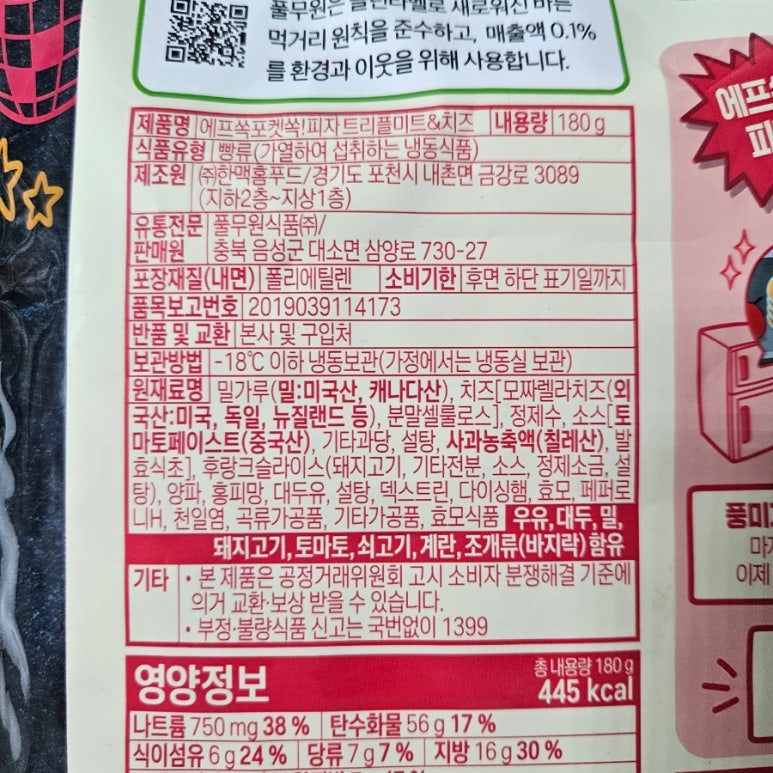 먹거리 원칙을 준수하고, 매출액 0.1%
를 환경과 이웃을 위해 사용합니다.
제품명 에프쏙포켓쏙!피자트리플미트&치즈 내용량 180 g
식품유형 빵류(가열하여 섭취하는 냉동식품)
제조원 ㈜한맥홈푸드/경기도 포천시 내촌면 금강로 3089
(지하2층~지상1층)
유통전문 풀무원식품㈜/
판매원 충북 음성군 대소면 삼양로 730-27
포장재질(내면) 폴리에틸렌 소비기한 후면 하단 표기일까지
품목보고번호 2019039114173
반품 및 교환 본사 및 구입처
보관방법 -18℃ 이하 냉동보관(가정에서는 냉동실 보관)
원재료명 밀가루(밀:미국산, 캐나다산), 치즈[모짜렐라치즈(외
국산:미국, 독일, 뉴질랜드 등), 분말셀룰로스], 정제수, 소스[토
마토페이스트(중국산), 기타과당, 설탕, 사과농축액(칠레산), 발
효식초], 후랑크슬라이스(돼지고기, 기타전분, 소스, 정제소금, 설
탕), 양파, 홍피망, 대두유, 설탕, 덱스트린, 다이싱햄, 효모, 페퍼로
니H, 천일염, 곡류가공품, 기타가공품, 효모식품 우유, 대두, 밀,
돼지고기, 토마토, 쇠고기, 계란, 조개류(바지락) 함유
기타 • 본 제품은 공정거래위원회 고시 소비자 분쟁해결 기준에
의거 교환·보상 받을 수 있습니다.
• 부정·불량식품 신고는 국번없이 1399
영양정보 총 내용량 180 g
445 kcal
나트륨 750 mg 38 % 탄수화물 56 g 17 %
식이섬유 6 g 24 % 당류 7 g 7 % 지방 16 g 30 %
에프쏙
피
풍미
마
이제